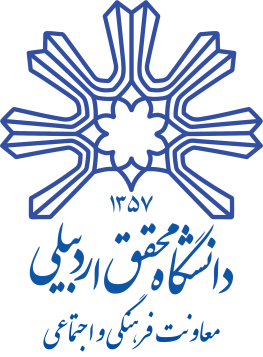 ۱۳۵۷
دانشگاه محقق اردبیلی
معاونت فرهنگی و اجتماعی